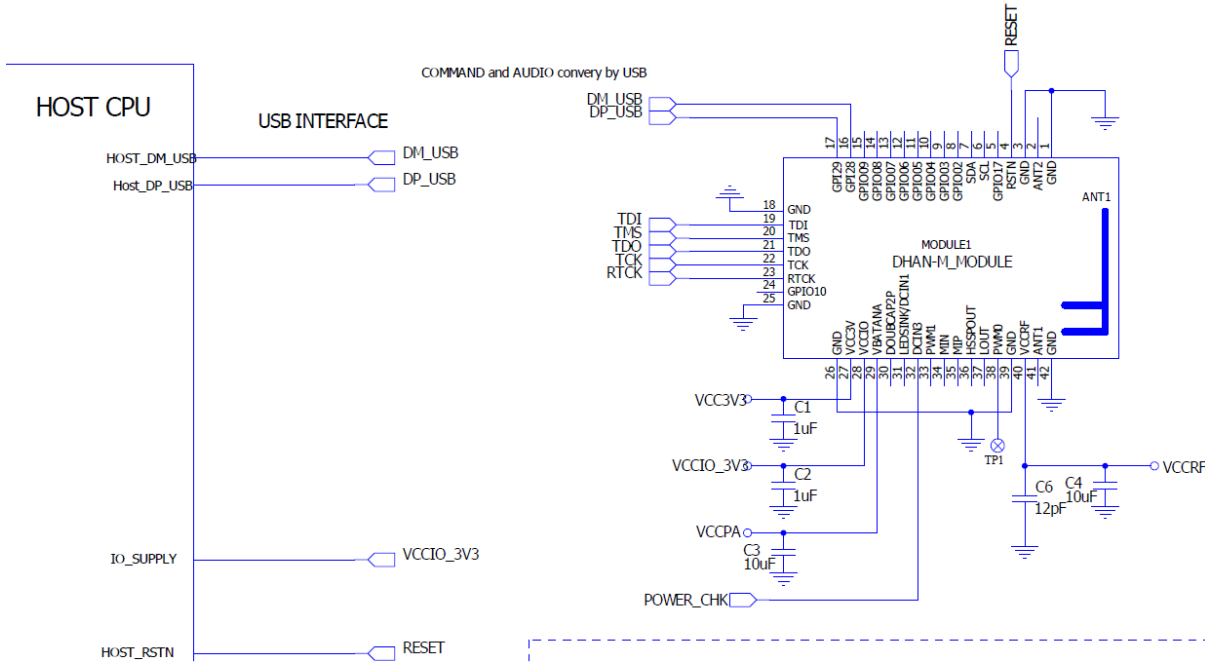 RESET
COMMAND and AUDIO convery by USB
HOST CPU
USB INTERFACE
HOST_DM_USB
DM_USB
Host_DP_USB
DP_USB
IO_SUPPLY
VCCIO_3V3
HOST_RSTN
RESET
DM_USB
DP_USB
17 16 15 14 13 12 11 10 9 8 7 6 5 4 3 2 1
GPI29 GPI28 GPIO09 GPIO08 GPIO07 GPIO06 GPIO05 GPIO04 GPIO03 GPIO02 SDA SCL GPIO17 RSTN GND ANT2 GND
ANT1
18 GND
TDI 19 TDI
TMS 20 TMS
TDO 21 TDO
TCK 22 TCK
RTCK 23 RTCK
24 GPIO10
25 GND
MODULE1
DHAN-M_MODULE
GND VCC3V VCCIO VBATANA DOUBCAP2P LEDSINK/DCIN1 DCIN3 PWM1 MIN MIP HSSPOUT LOUT PWM0 GND VCCRF ANT1 GND
26 27 28 29 30 31 32 33 34 35 36 37 38 39 40 41 42
VCC3V3
C1
1uF
VCCIO_3V3
C2
1uF
VCCPA
C3
10uF
POWER_CHK
TP1
C6
12pF
C4
10uF
VCCRF